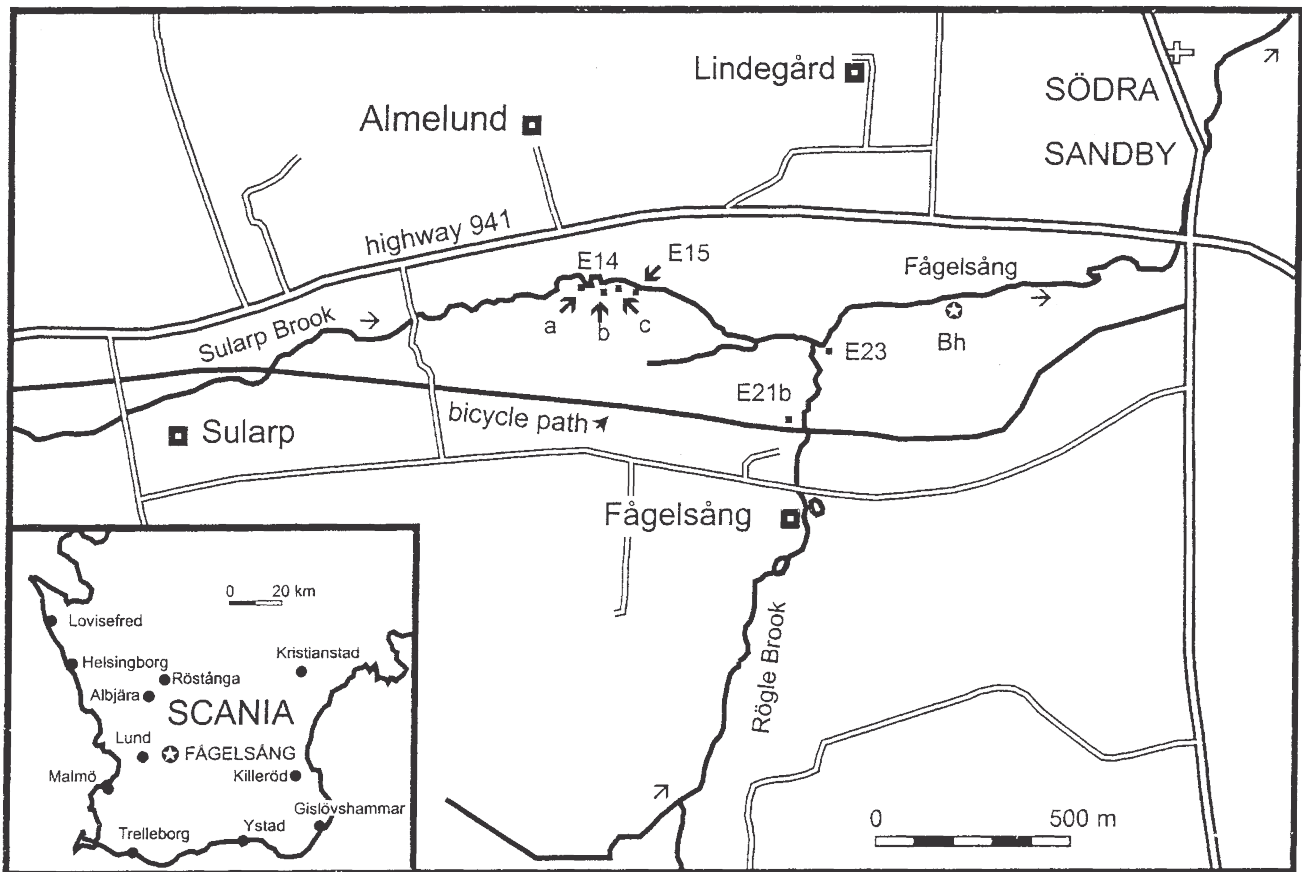 Lindegård
SÖDRA
SANDBY
Almelund
highway 941
E14
E15
Fågelsång
Sularp Brook
a
b
c
Bh
E23
E21b
bicycle path
Sularp
Fågelsång
Rögle Brook
0 500 m
0 20 km
Lovisefred
Helsingborg
Kristianstad
Röstånga
Albjära
SCANIA
Lund
FÅGELSÅNG
Malmö
Killeröd
Gislövshammar
Trelleborg
Ystad